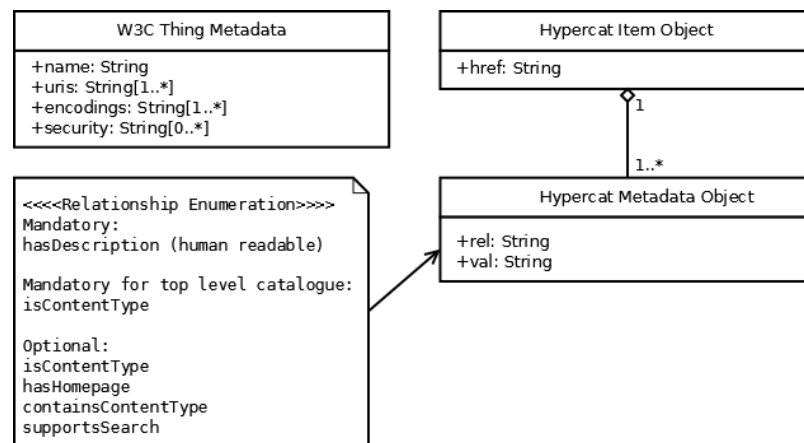 W3C Thing Metadata
+name: String
+uris: String[1..*]
+encodings: String[1..*]
+security: String[0..*]
Hypercat Item Object
+href: String
1
1..*
Hypercat Metadata Object
+rel: String
+val: String
<<<<Relationship Enumeration>>>>
Mandatory:
hasDescription (human readable)
Mandatory for top level catalogue:
isContentType
Optional:
isContentType
hasHomepage
containsContentType
supportsSearch